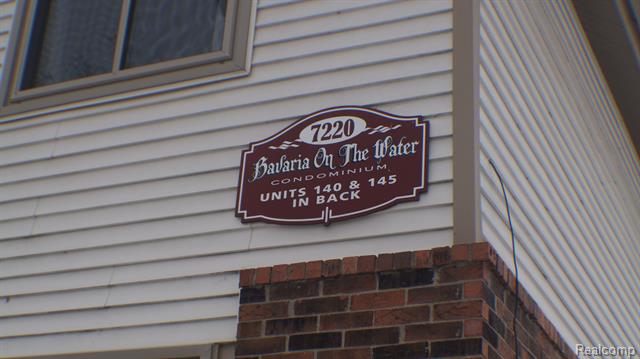 7220
Bavaria On The Water
CONDOMINIUM
UNITS 140 & 145
IN BACK
Realcomp